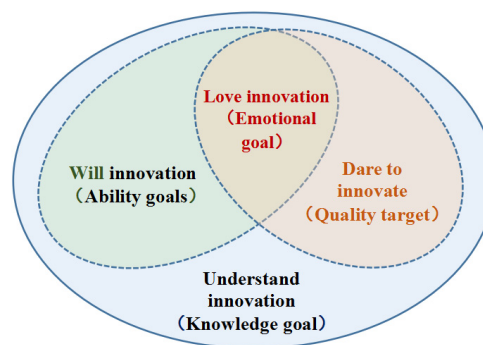 Love innovation
（Emotional
goal）
Will innovation
（Ability goals）
Dare to
innovate
（Quality target）
Understand
innovation
（Knowledge goal）